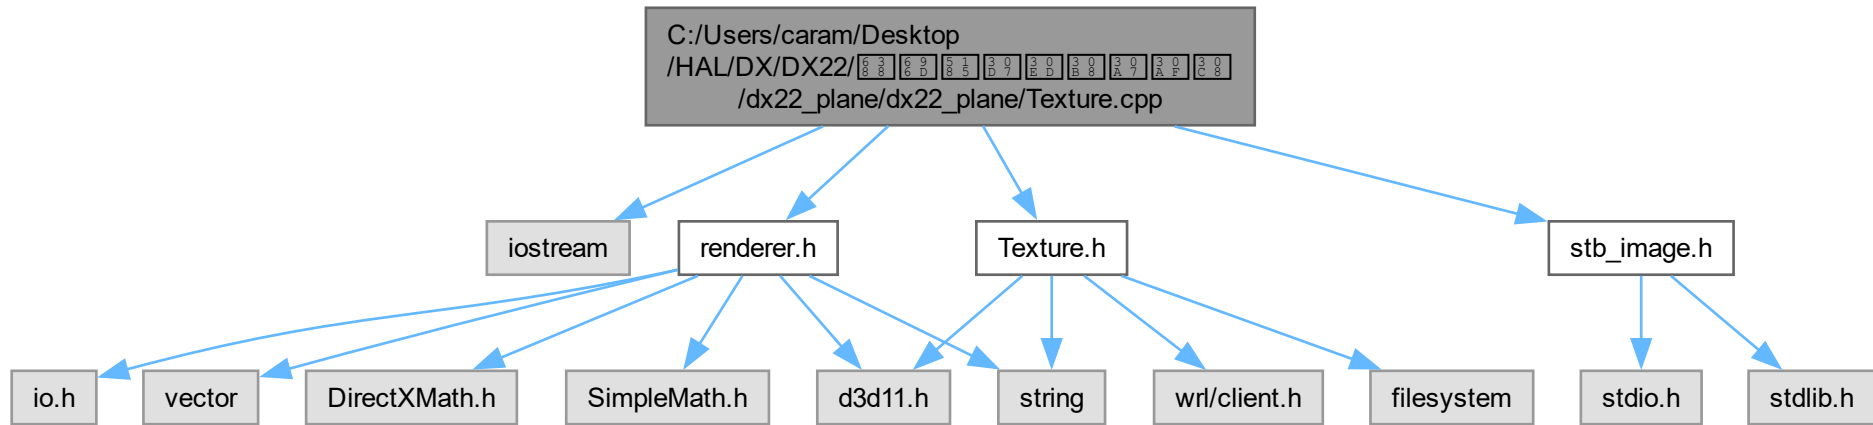 C:/Users/caram/Desktop
/HAL/DX/DX22/
/dx22_plane/dx22_plane/Texture.cpp
iostream
renderer.h
Texture.h
stb_image.h
io.h
vector
DirectXMath.h
SimpleMath.h
d3d11.h
string
wrl/client.h
filesystem
stdio.h
stdlib.h